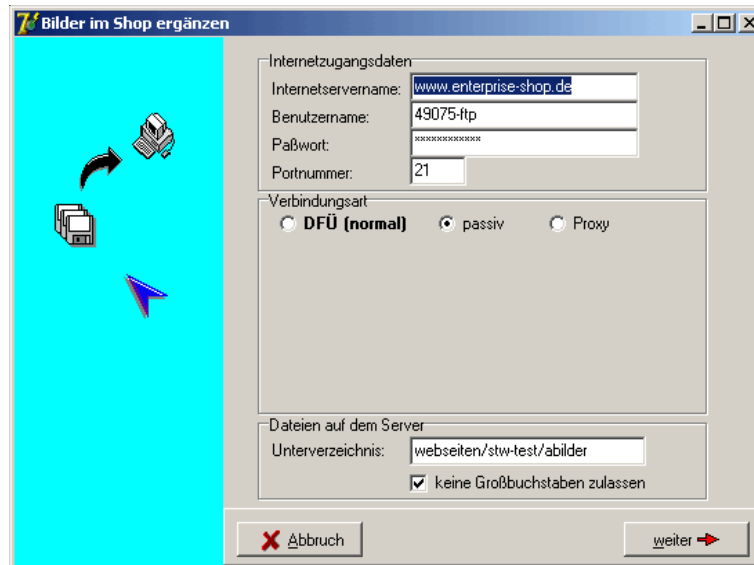 Bilder im Shop ergänzen
Internetzugangsdaten
Internetservername: www.enterprise-shop.de
Benutzername: 49075-ftp
Paßwort: ************
Portnummer: 21
Verbindungsart
DFÜ (normal) passiv Proxy
Dateien auf dem Server
Unterverzeichnis: webseiten/stw-test/abilder
keine Großbuchstaben zulassen
Abbruch weiter